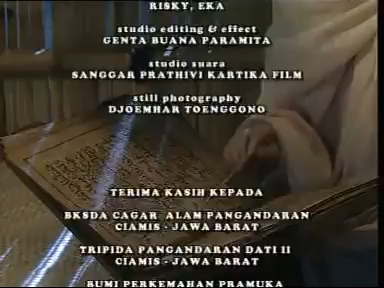 RISKY, EKA
studio editing & effect
GENTA BUANA PARAMITA
studio suara
SANGGAR PRATHIVI KARTIKA FILM
still photography
DJOEMHAR TOENGGONO
TERIMA KASIH KEPADA
BKSDA CAGAR ALAM PANGANDARAN
CIAMIS - JAWA BARAT
TRIPIDA PANGANDARAN DATI II
CIAMIS - JAWA BARAT
BUMI PERKEMAHAN PRAMUKA